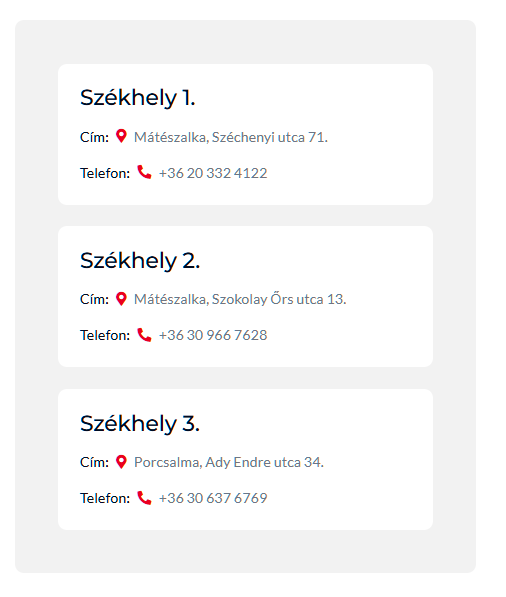 Székhely 1.
Cím: Mátészalka, Széchenyi utca 71.
Telefon: +36 20 332 4122
Székhely 2.
Cím: Mátészalka, Szokolay Őrs utca 13.
Telefon: +36 30 966 7628
Székhely 3.
Cím: Porcsalma, Ady Endre utca 34.
Telefon: +36 30 637 6769